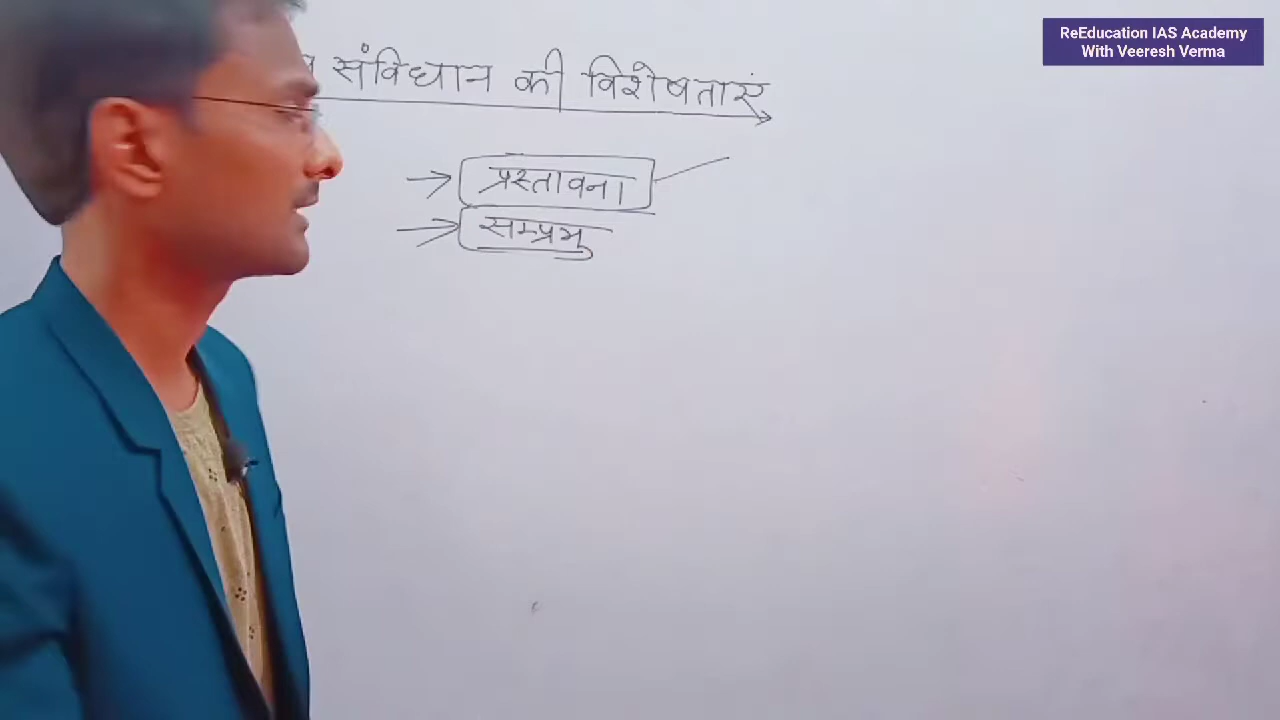 संविधान की विशेषताएं
प्रस्तावना
सम्प्रभु
ReEducation IAS Academy
With Veeresh Verma